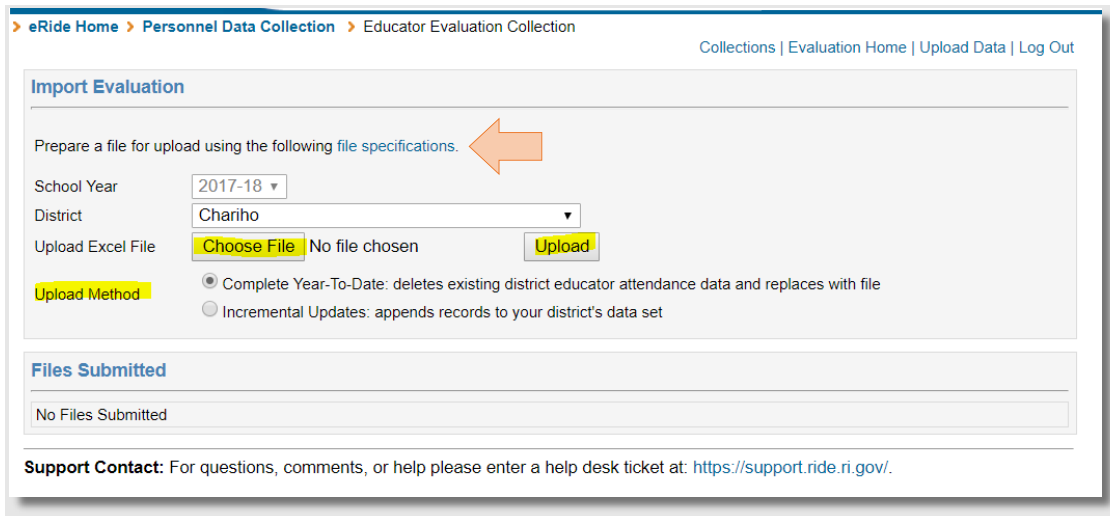 > eRide Home > Personnel Data Collection > Educator Evaluation Collection
Collections | Evaluation Home | Upload Data | Log Out
Import Evaluation
Prepare a file for upload using the following file specifications.
School Year 2017-18
District Chariho
Upload Excel File Choose File No file chosen Upload
Upload Method
Complete Year-To-Date: deletes existing district educator attendance data and replaces with file
Incremental Updates: appends records to your district's data set
Files Submitted
No Files Submitted
Support Contact: For questions, comments, or help please enter a help desk ticket at: https://support.ride.ri.gov/.